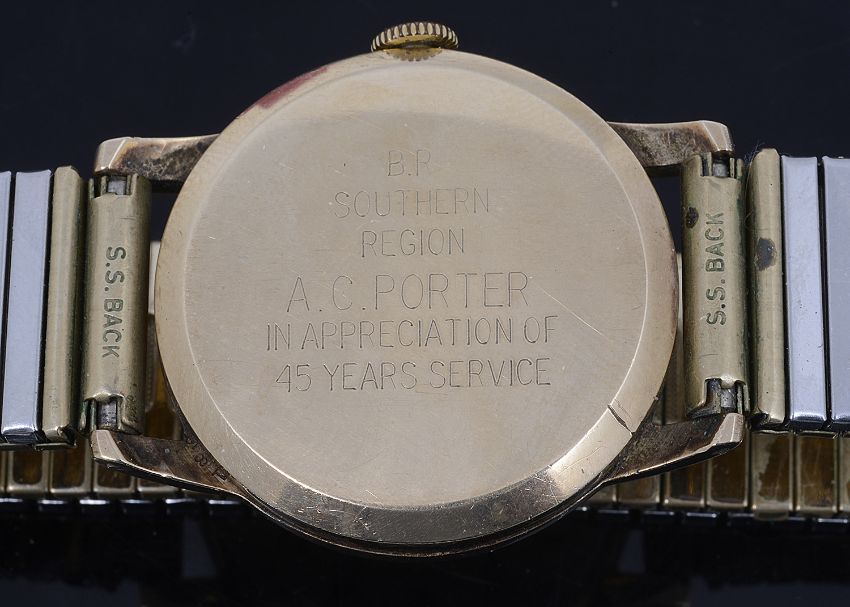 B.R.
SOUTHERN
REGION
A.C. PORTER
IN APPRECIATION OF
45 YEARS SERVICE
S.S. BACK
S.S. BACK